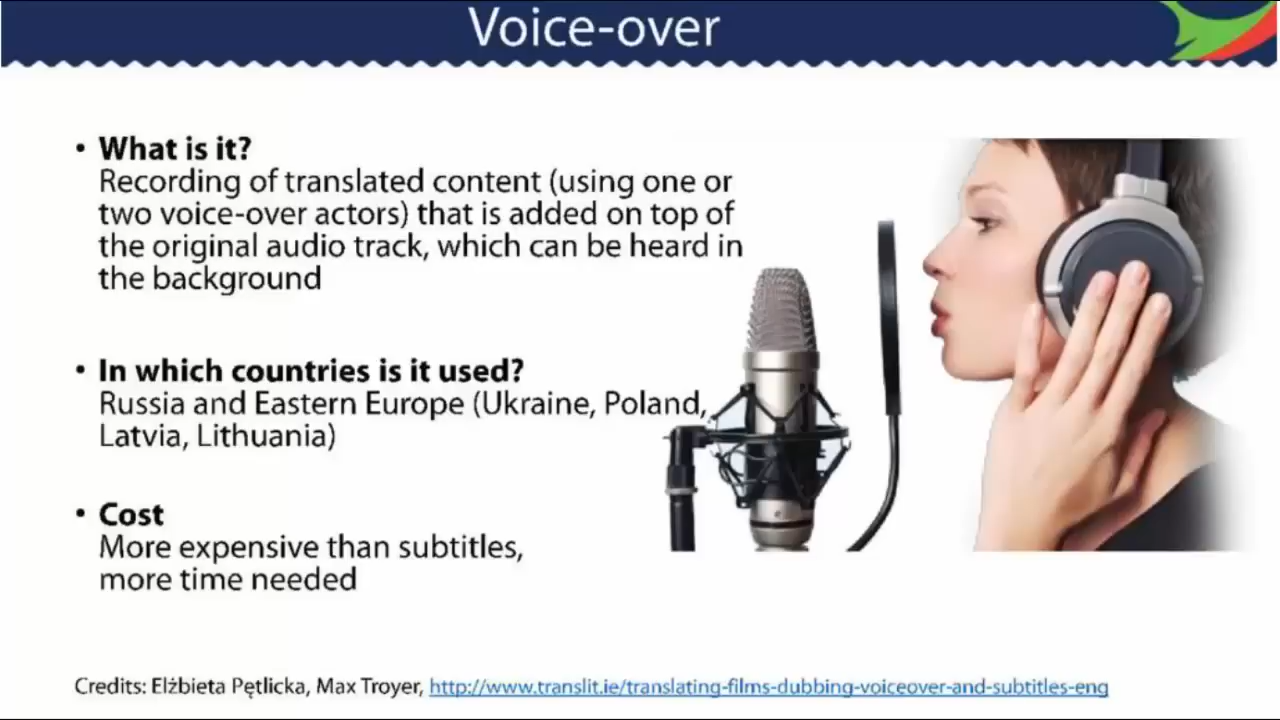 Voice-over
• What is it?
Recording of translated content (using one or
two voice-over actors) that is added on top of
the original audio track, which can be heard in
the background
• In which countries is it used?
Russia and Eastern Europe (Ukraine, Poland,
Latvia, Lithuania)
• Cost
More expensive than subtitles,
more time needed
Credits: Elżbieta Pętlicka, Max Troyer, http://www.translit.ie/translating-films-dubbing-voiceover-and-subtitles-eng